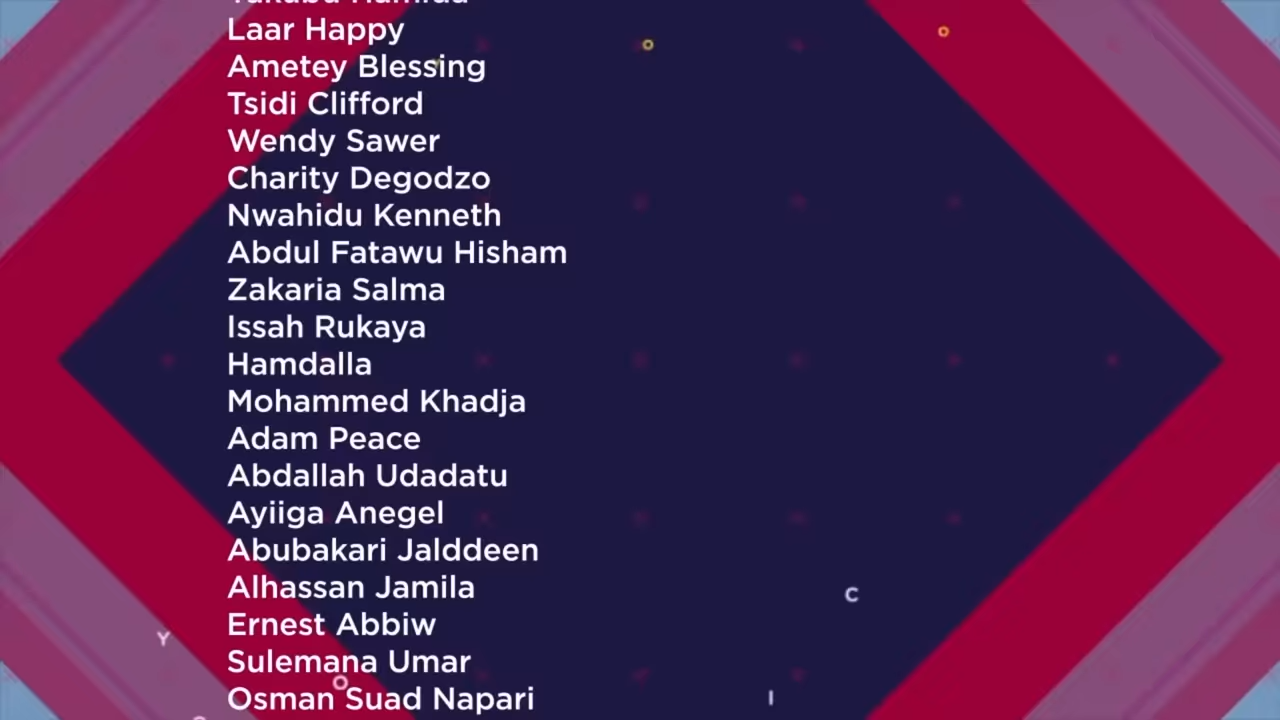 Laar Happy
Ametey Blessing
Tsidi Clifford
Wendy Sawer
Charity Degodzo
Nwahidu Kenneth
Abdul Fatawu Hisham
Zakaria Salma
Issah Rukaya
Hamdalla
Mohammed Khadja
Adam Peace
Abdallah Udadatu
Ayiiga Anegel
Abubakari Jalddeen
Alhassan Jamila
Ernest Abbiw
Sulemana Umar
Osman Suad Napari
C
Y
O
I